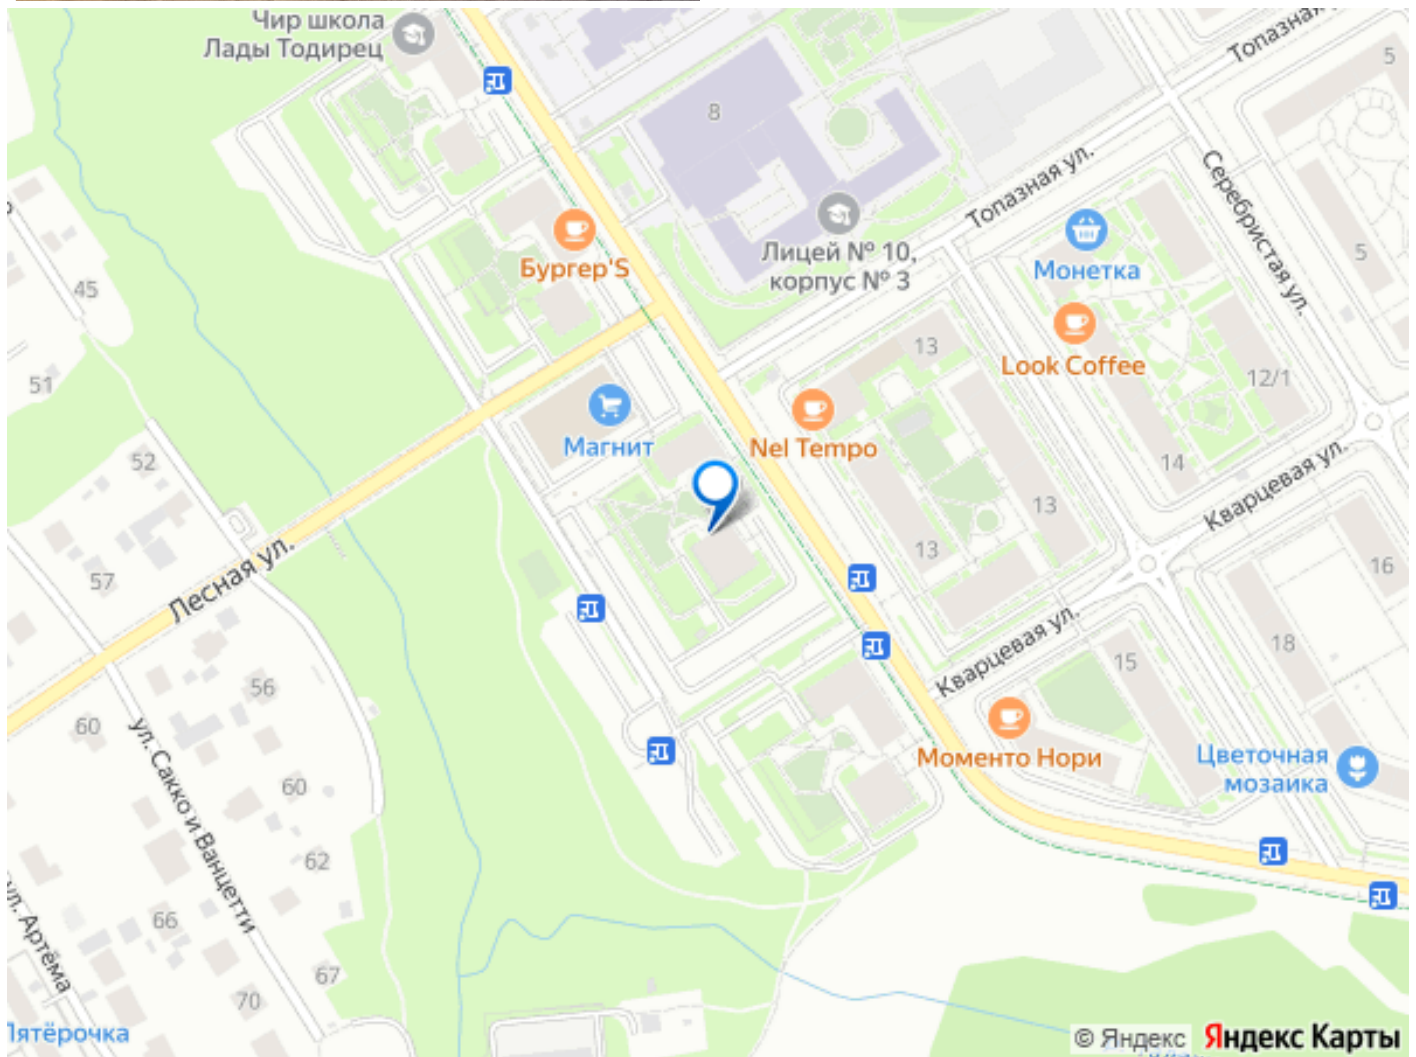 Чир школа
Лады Тодирец
Топазная
5
8
Топазная ул.
Серебристая ул.
Лицей № 10,
корпус № 3
Монетка
5
Бургер'S
45
Look Coffee
13
12/1
51
Магнит
Nel Tempo
52
14
Кварцевая ул.
13
13
16
57
Лесная ул.
Кварцевая ул.
18
15
56
60
ул. Сакко и Ванцетти
Моменто Нори
Цветочная
мозаика
60
62
ул. Артёма
66
67
70
Пятёрочка
© Яндекс Яндекс Карты